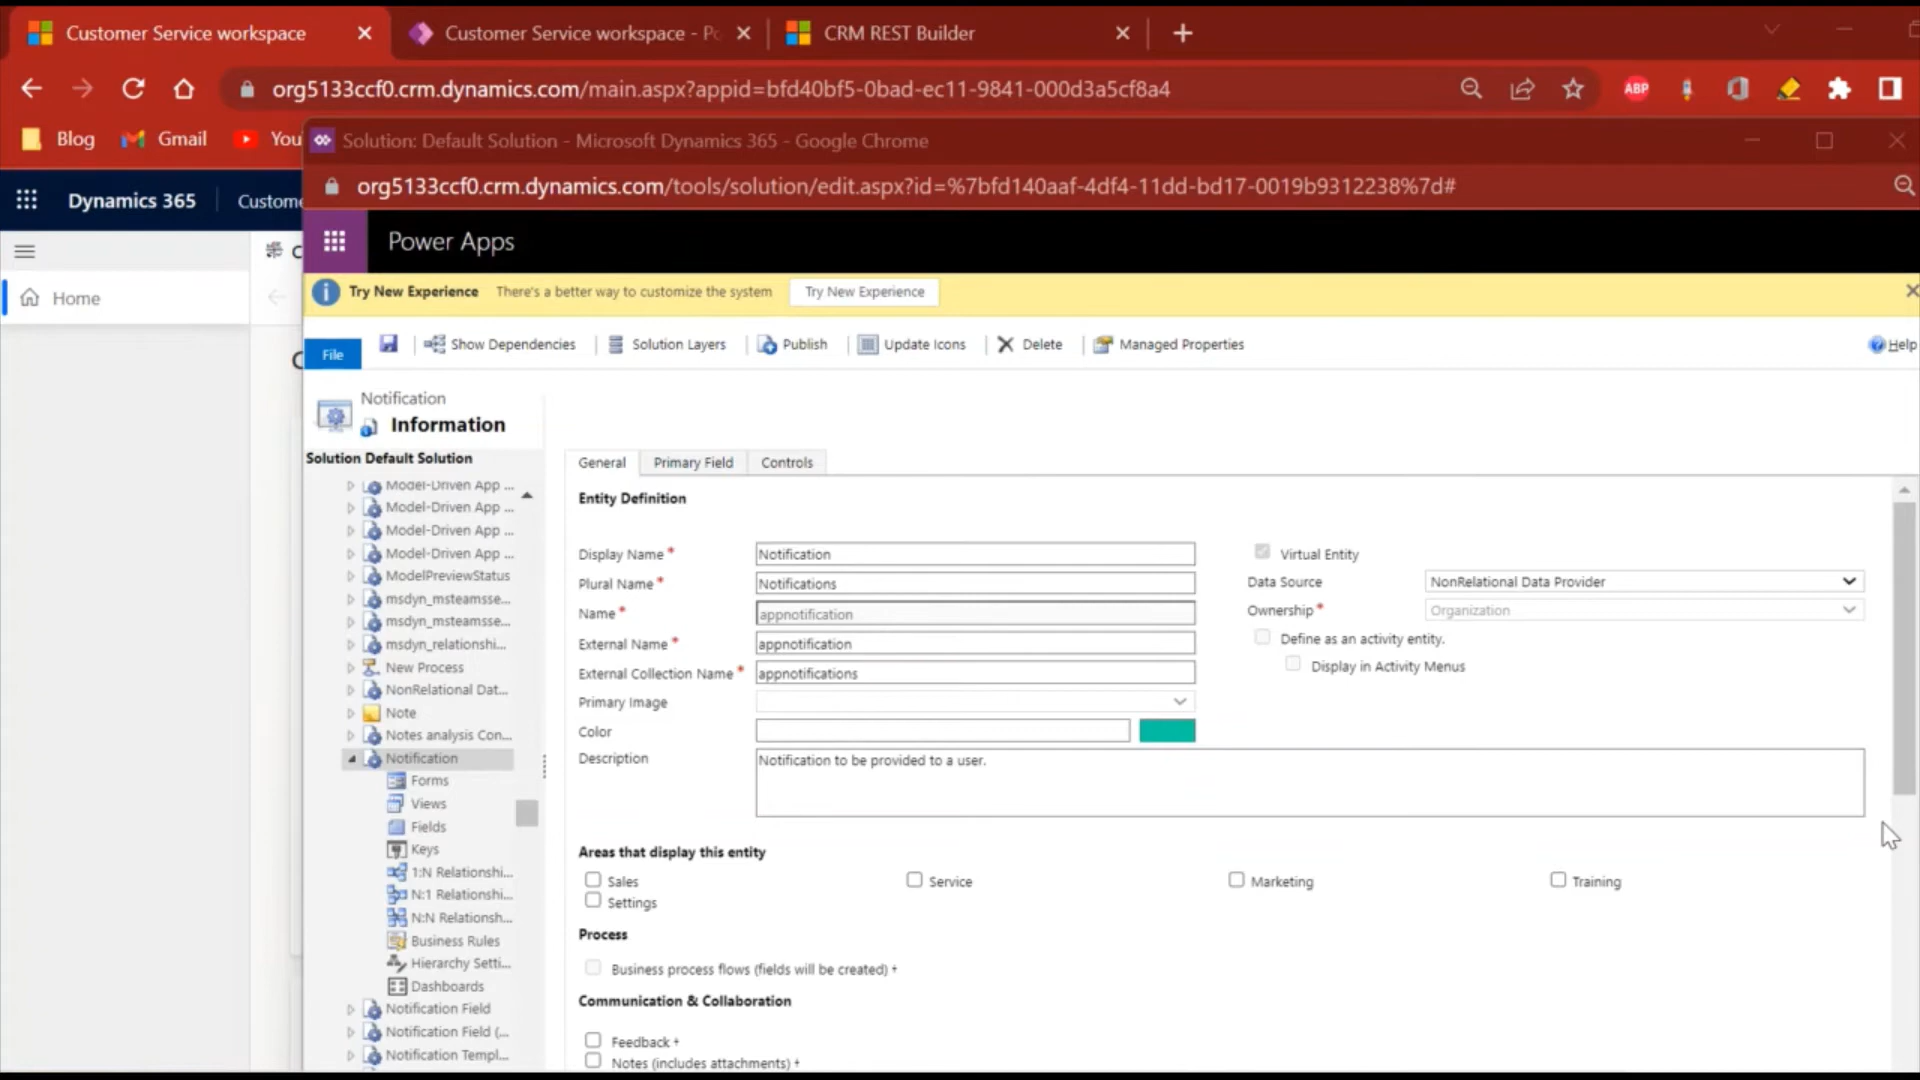 Customer Service workspace
Customer Service workspace - Po
CRM REST Builder
org5133ccf0.crm.dynamics.com/main.aspx?appid=bfd40bf5-0bad-ec11-9841-000d3a5cf8a4
ABP
Blog
Gmail
You
Solution: Default Solution - Microsoft Dynamics 365 - Google Chrome
org5133ccf0.crm.dynamics.com/tools/solution/edit.aspx?id=%7bfd140aaf-4df4-11dd-bd17-0019b9312238%7d#
Dynamics 365
Custome
Power Apps
Home
Try New Experience There's a better way to customize the system Try New Experience
File
Show Dependencies
Solution Layers
Publish
Update Icons
Delete
Managed Properties
Help
Notification
Information
Solution Default Solution
Model-Driven App ...
Model-Driven App ...
Model-Driven App ...
Model-Driven App ...
ModelPreviewStatus
msdyn_msteamsse...
msdyn_msteamsse...
msdyn_relationshi...
New Process
NonRelational Dat...
Note
Notes analysis Con...
Notification
Forms
Views
Fields
Keys
1:N Relationshi...
N:1 Relationshi...
N:N Relationsh...
Business Rules
Hierarchy Setti...
Dashboards
Notification Field
Notification Field (...
Notification Templ...
General
Primary Field
Controls
Entity Definition
Display Name * Notification
Plural Name * Notifications
Name * appnotification
External Name * appnotification
External Collection Name * appnotifications
Primary Image
Color
Description Notification to be provided to a user.
Virtual Entity
Data Source NonRelational Data Provider
Ownership * Organization
Define as an activity entity.
Display in Activity Menus
Areas that display this entity
Sales Service Marketing Training
Settings
Process
Business process flows (fields will be created) +
Communication & Collaboration
Feedback +
Notes (includes attachments) +